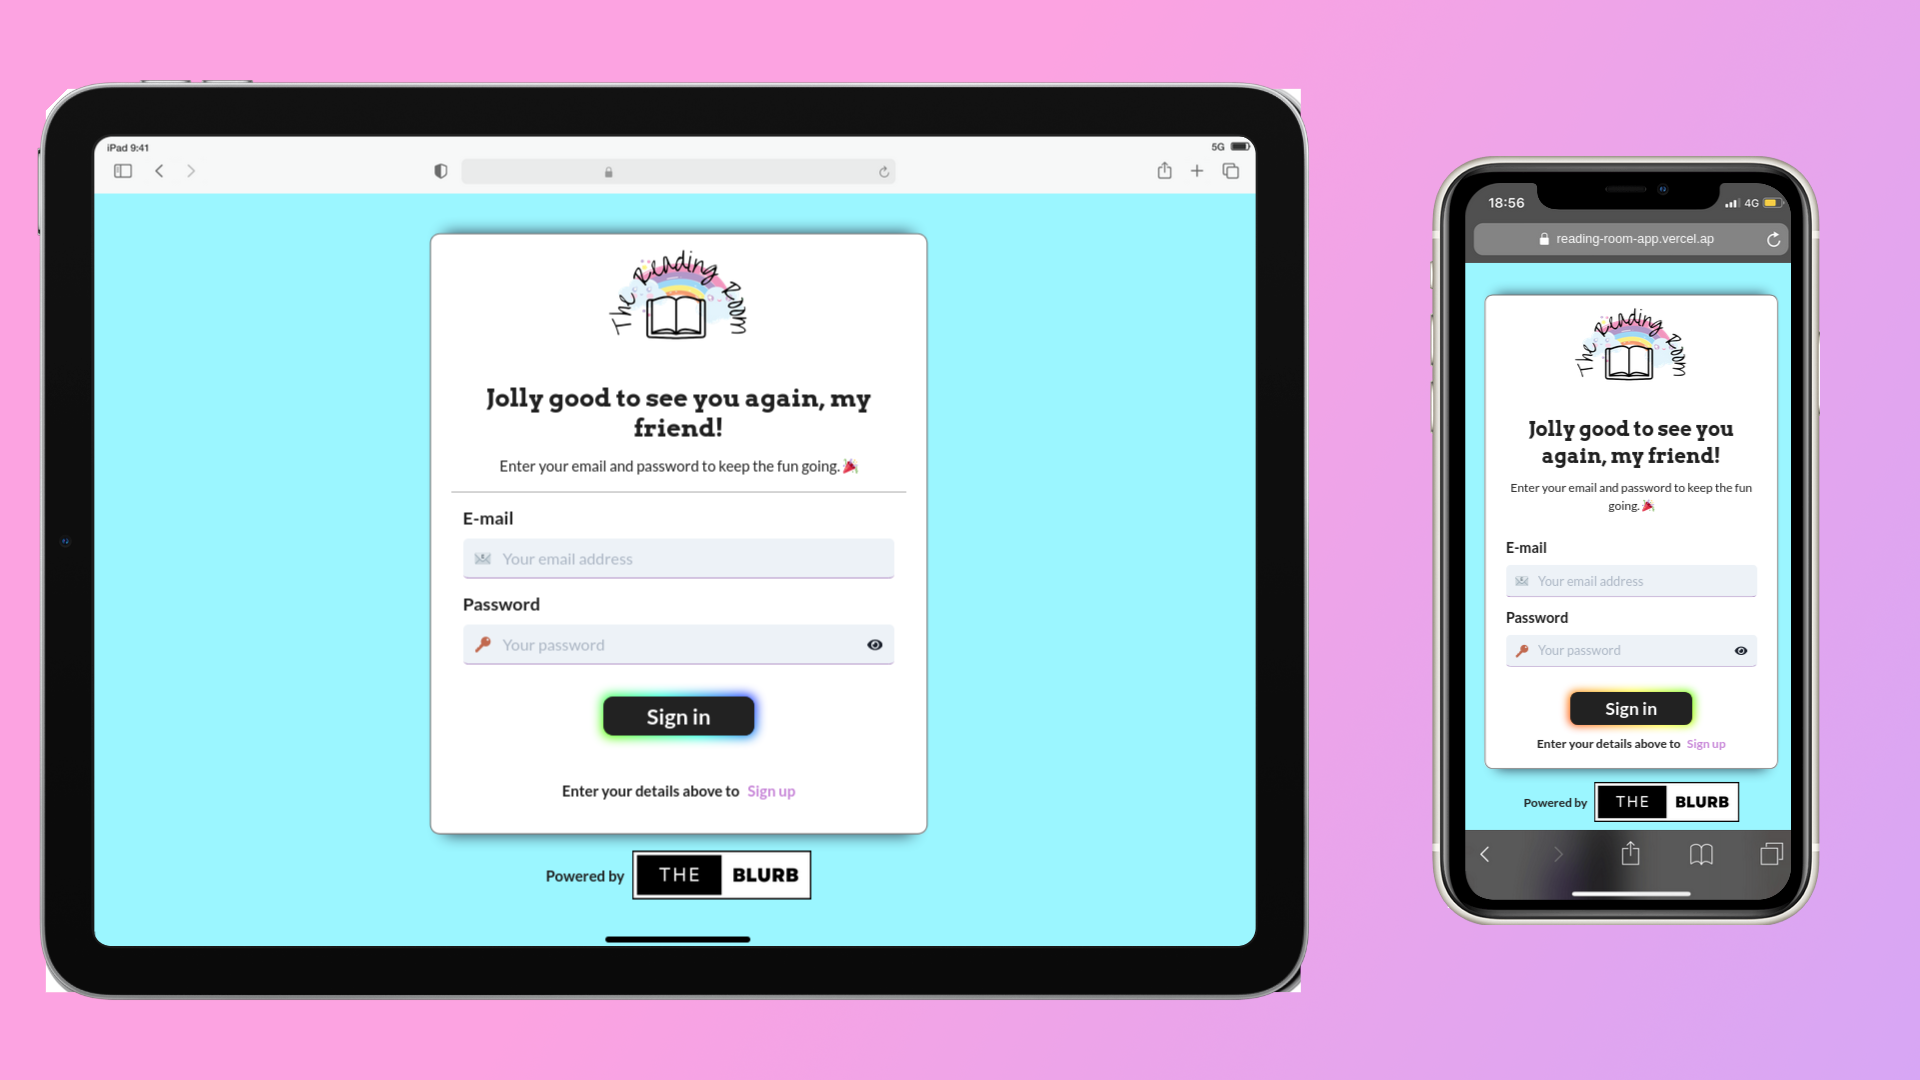 iPad 9:41
5G
The Reading Room
Jolly good to see you again, my
friend!
Enter your email and password to keep the fun going.🎉
E-mail
Your email address
Password
Your password
Sign in
Enter your details above to Sign up
Powered by THE BLURB
18:56
4G
reading-room-app.vercel.ap
The Reading Room
Jolly good to see you
again, my friend!
Enter your email and password to keep the fun
going.🎉
E-mail
Your email address
Password
Your password
Sign in
Enter your details above to Sign up
Powered by THE BLURB